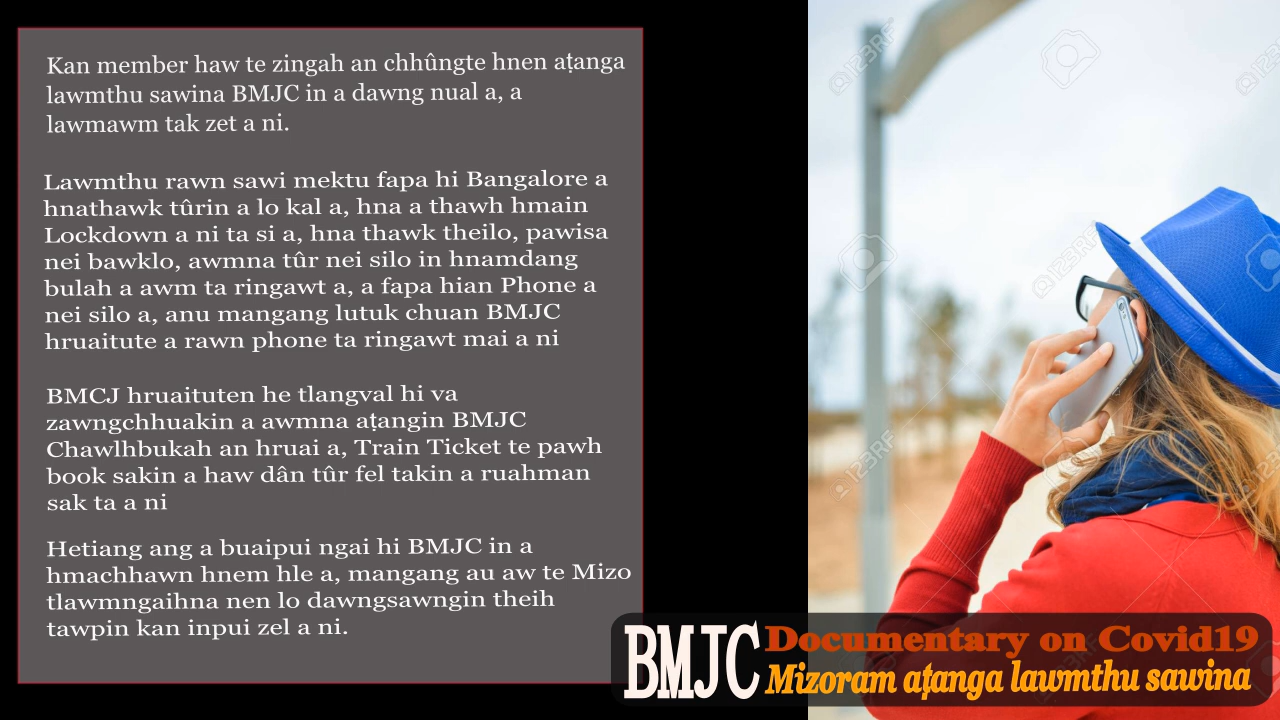 Kan member haw te zingah an chhûngte hnen aṭanga
lawmthu sawina BMJC in a dawng nual a, a
lawmawm tak zet a ni.
Lawmthu rawn sawi mektu fapa hi Bangalore a
hnathawk tûrin a lo kal a, hna a thawh hmain
Lockdown a ni ta si a, hna thawk theilo, pawisa
nei bawklo, awmna tûr nei silo in hnamdang
bulah a awm ta ringawt a, a fapa hian Phone a
nei silo a, anu mangang lutuk chuan BMJC
hruaitute a rawn phone ta ringawt mai a ni
BMCJ hruaituten he tlangval hi va
zawngchhuakin a awmna aṭangin BMJC
Chawlhbukah an hruai a, Train Ticket te pawh
book sakin a haw dân tûr fel takin a ruahman
sak ta a ni
Hetiang ang a buaipui ngai hi BMJC in a
hmachhawn hnem hle a, mangang au aw te Mizo
tlawmngaihna nen lo dawngsawngin theih
tawpin kan inpui zel a ni.
BMJC
Documentary on Covid19
Mizoram aṭanga lawmthu sawina
123RF
123RF
123RF
123RF
123RF